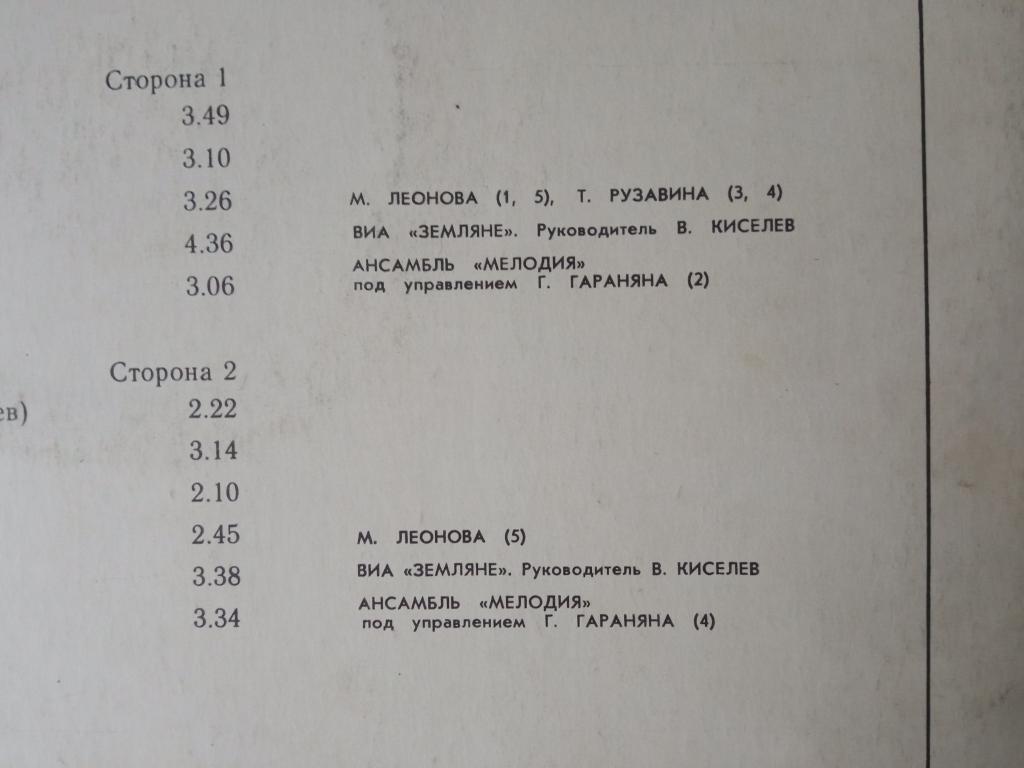 Сторона 1
3.49
3.10
3.26 М. ЛЕОНОВА (1, 5), Т. РУЗАВИНА (3, 4)
4.36 ВИА «ЗЕМЛЯНЕ». Руководитель В. КИСЕЛЕВ
АНСАМБЛЬ «МЕЛОДИЯ»
3.06 под управлением Г. ГАРАНЯНА (2)
Сторона 2
ев) 2.22
3.14
2.10
2.45 М. ЛЕОНОВА (5)
3.38 ВИА «ЗЕМЛЯНЕ». Руководитель В. КИСЕЛЕВ
АНСАМБЛЬ «МЕЛОДИЯ»
3.34 под управлением Г. ГАРАНЯНА (4)